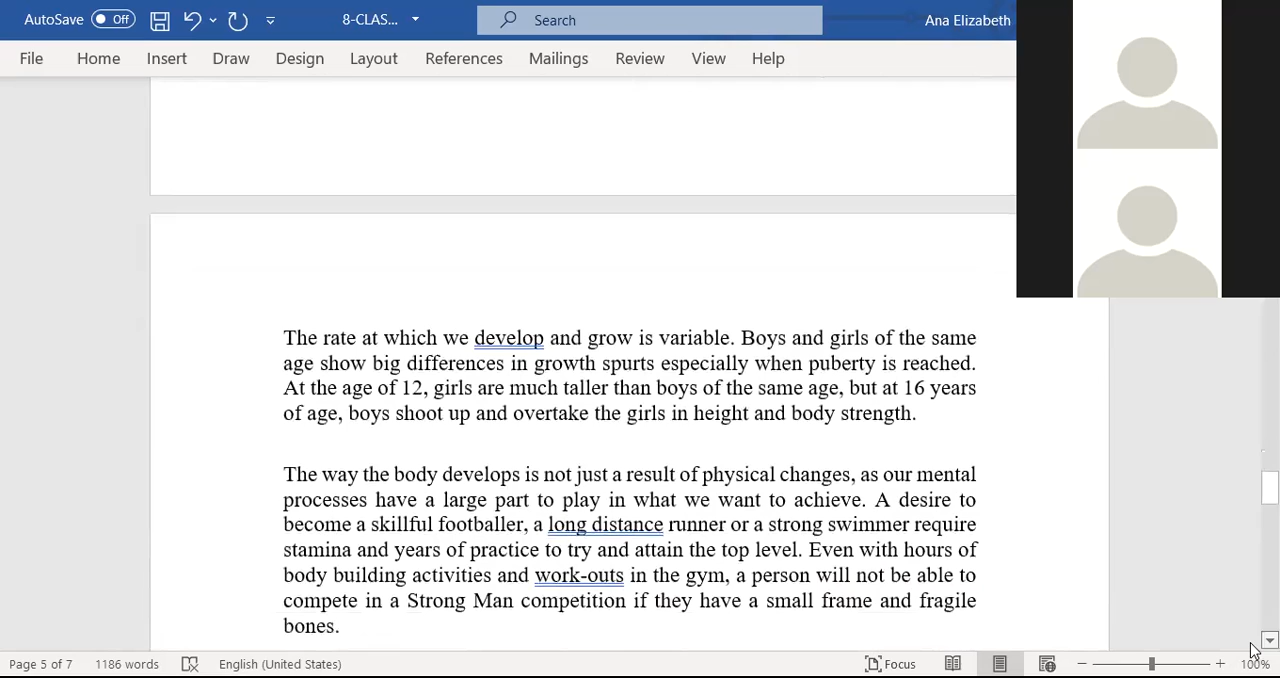 AutoSave Off 8-CLAS... Search Ana Elizabeth
File Home Insert Draw Design Layout References Mailings Review View Help
The rate at which we develop and grow is variable. Boys and girls of the same
age show big differences in growth spurts especially when puberty is reached.
At the age of 12, girls are much taller than boys of the same age, but at 16 years
of age, boys shoot up and overtake the girls in height and body strength.
The way the body develops is not just a result of physical changes, as our mental
processes have a large part to play in what we want to achieve. A desire to
become a skillful footballer, a long distance runner or a strong swimmer require
stamina and years of practice to try and attain the top level. Even with hours of
body building activities and work-outs in the gym, a person will not be able to
compete in a Strong Man competition if they have a small frame and fragile
bones.
Page 5 of 7 1186 words English (United States) Focus 100%